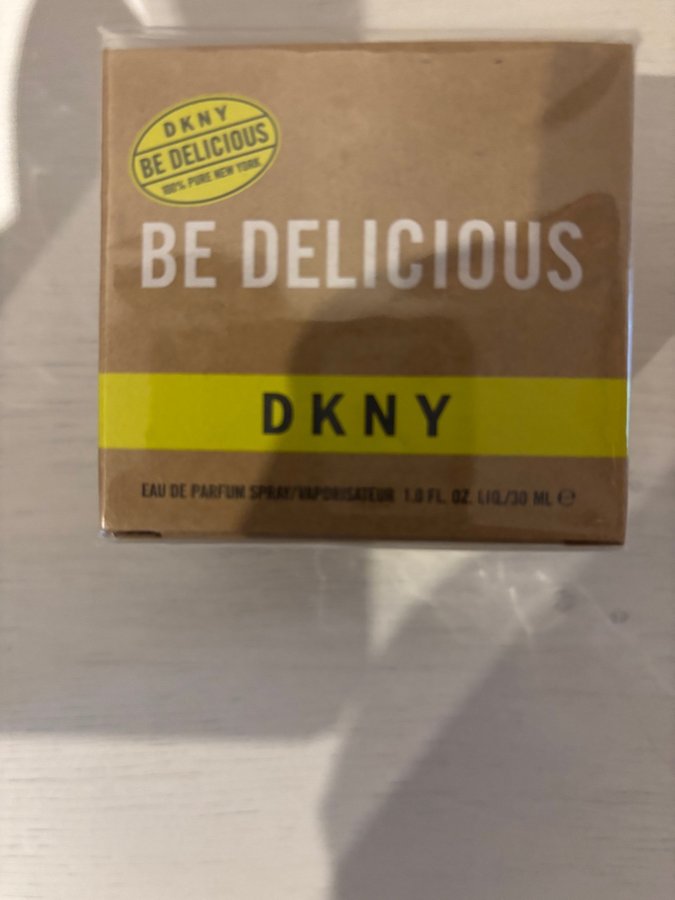 DKNY
BE DELICIOUS
100% PURE NEW YORK
BE DELICIOUS
DKNY
EAU DE PARFUM SPRAY/VAPORISATEUR 1.0 FL. OZ. LIQ./30 ML ℮